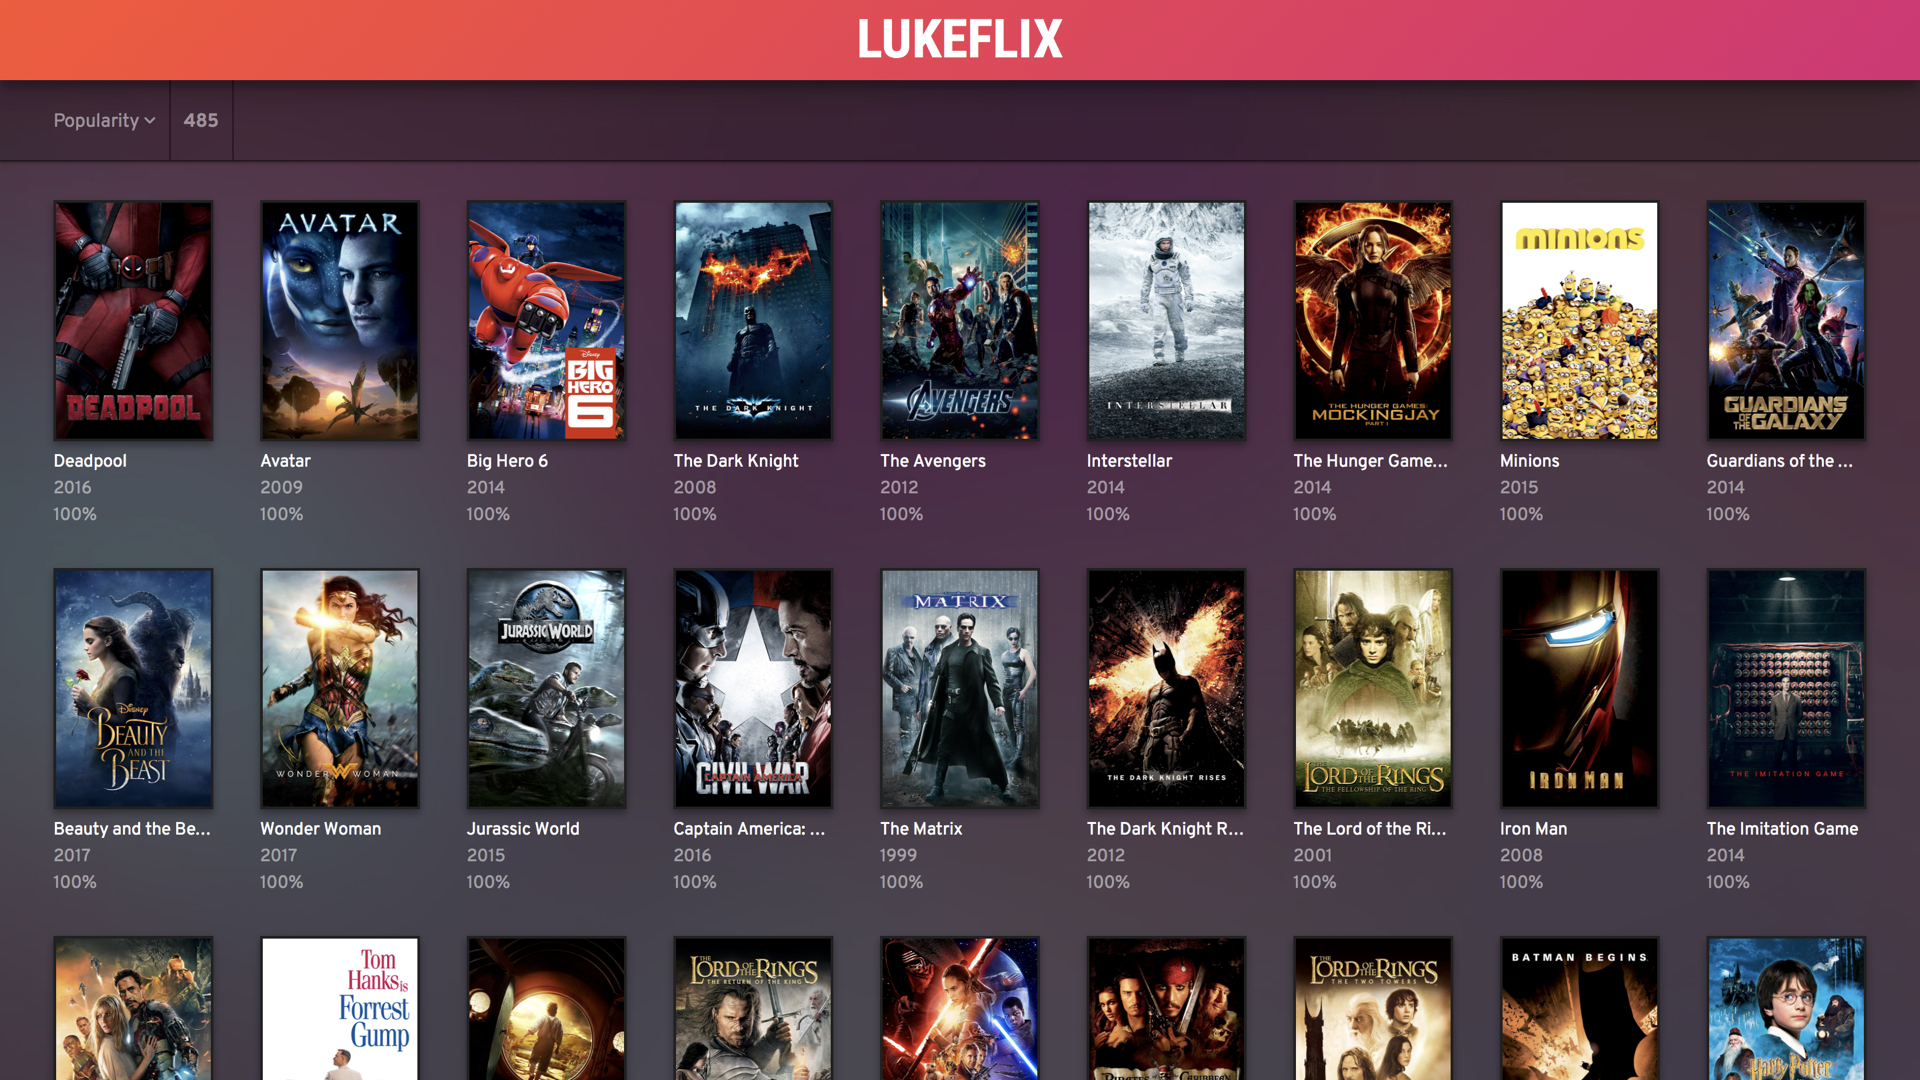 LUKEFLIX
Popularity
485
AVATAR
minions
Disney
BIG
HERO
6
DEADPOOL
THE DARK KNIGHT
AVENGERS
INTERSTELLAR
THE HUNGER GAMES
MOCKINGJAY
PART 1
GUARDIANS
OF THE GALAXY
Deadpool
Avatar
Big Hero 6
The Dark Knight
The Avengers
Interstellar
The Hunger Game...
Minions
Guardians of the ...
2016
2009
2014
2008
2012
2014
2014
2015
2014
100%
100%
100%
100%
100%
100%
100%
100%
100%
JURASSIC WORLD
MATRIX
Disney
BEAUTY
AND THE
BEAST
WONDER WOMAN
CAPTAIN AMERICA
CIVIL WAR
THE DARK KNIGHT RISES
THE
LORD OF THE RINGS
THE FELLOWSHIP OF THE RING
IRON MAN
THE IMITATION GAME
Beauty and the Be...
Wonder Woman
Jurassic World
Captain America: ...
The Matrix
The Dark Knight R...
The Lord of the Ri...
Iron Man
The Imitation Game
2017
2017
2015
2016
1999
2012
2001
2008
2014
100%
100%
100%
100%
100%
100%
100%
100%
100%
Tom
Hanks is
Forrest
Gump
THE
LORD OF THE RINGS
THE RETURN OF THE KING
PIRATES OF THE CARIBBEAN
THE
LORD OF THE RINGS
THE TWO TOWERS
BATMAN BEGINS
Harry Potter